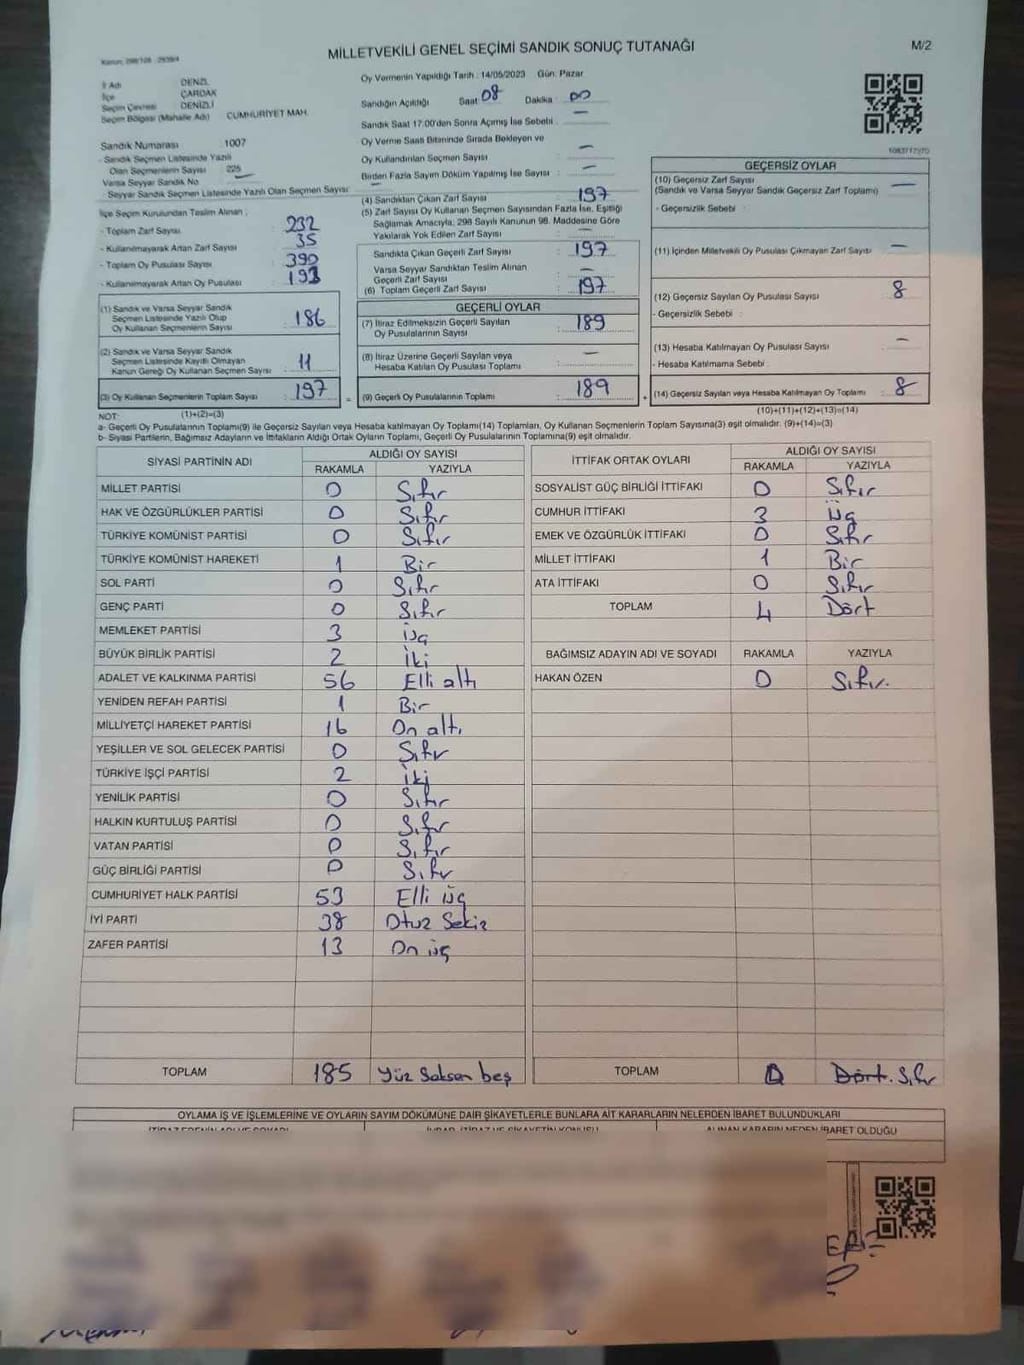 MİLLETVEKİLİ GENEL SEÇİMİ SANDIK SONUÇ TUTANAĞI
M/2
İl Adı DENİZLİ
İlçe ÇARDAK
Seçim Çevresi DENİZLİ
Seçim Bölgesi (Mahalle Adı) CUMHURİYET MAH.
Sandık Numarası 1007
- Sandık Seçmen Listesinde Yazılı
Olan Seçmenlerin Sayısı 225
Varsa Seyyar Sandık No
- Seyyar Sandık Seçmen Listesinde Yazılı Olan Seçmen Sayısı
İlçe Seçim Kurulundan Teslim Alınan
- Toplam Zarf Sayısı : 232
- Kullanılmayarak Artan Zarf Sayısı : 35
- Toplam Oy Pusulası Sayısı : 390
- Kullanılmayarak Artan Oy Pusulası : 193
(1) Sandık ve Varsa Seyyar Sandık
Seçmen Listesinde Yazılı Olup
Oy Kullanan Seçmenlerin Sayısı : 186
(2) Sandık ve Varsa Seyyar Sandık
Seçmen Listesinde Kayıtlı Olmayan
Kanun Gereği Oy Kullanan Seçmen Sayısı : 11
(3) Oy Kullanan Seçmenlerin Toplam Sayısı : 197
Oy Vermenin Yapıldığı Tarih : 14/05/2023 Gün: Pazar
Sandığın Açıldığı Saat 08 Dakika 00
Sandık Saat 17.00'den Sonra Açılmış İse Sebebi : —
Oy Verme Saati Bitiminde Sırada Bekleyen ve
Oy Kullandırılan Seçmen Sayısı : —
Birden Fazla Sayım Döküm Yapılmış İse Sayısı : —
(4) Sandıktan Çıkan Zarf Sayısı : 197
(5) Zarf Sayısı Oy Kullanan Seçmen Sayısından Fazla İse, Eşitliği
Sağlamak Amacıyla; 298 Sayılı Kanunun 98. Maddesine Göre
Yakılarak Yok Edilen Zarf Sayısı : —
Sandıkta Çıkan Geçerli Zarf Sayısı : 197
Varsa Seyyar Sandıktan Teslim Alınan
Geçerli Zarf Sayısı : —
(6) Toplam Geçerli Zarf Sayısı : 197
GEÇERLİ OYLAR
(7) İtiraz Edilmeksizin Geçerli Sayılan
Oy Pusulalarının Sayısı : 189
(8) İtiraz Üzerine Geçerli Sayılan veya
Hesaba Katılan Oy Pusulası Toplamı : —
(9) Geçerli Oy Pusulalarının Toplamı : 189
GEÇERSİZ OYLAR
(10) Geçersiz Zarf Sayısı
(Sandık ve Varsa Seyyar Sandık Geçersiz Zarf Toplamı) : —
- Geçersizlik Sebebi :
(11) İçinden Milletvekili Oy Pusulası Çıkmayan Zarf Sayısı : —
(12) Geçersiz Sayılan Oy Pusulası Sayısı : 8
- Geçersizlik Sebebi :
(13) Hesaba Katılmayan Oy Pusulası Sayısı : —
- Hesaba Katılmama Sebebi :
(14) Geçersiz Sayılan veya Hesaba Katılmayan Oy Toplamı : 8
NOT: (1)+(2)=(3)
(10)+(11)+(12)+(13)=(14)
a- Geçerli Oy Pusulalarının Toplamı(9) ile Geçersiz Sayılan veya Hesaba katılmayan Oy Toplamı(14) Toplamları, Oy Kullanan Seçmenlerin Toplam Sayısına(3) eşit olmalıdır. (9)+(14)=(3)
b- Siyasi Partilerin, Bağımsız Adayların ve İttifakların Aldığı Ortak Oyların Toplamı, Geçerli Oy Pusulalarının Toplamına(9) eşit olmalıdır.
SİYASİ PARTİNİN ADI ALDIĞI OY SAYISI
RAKAMLA YAZIYLA
MİLLET PARTİSİ 0 Sıfır
HAK VE ÖZGÜRLÜKLER PARTİSİ 0 Sıfır
TÜRKİYE KOMÜNİST PARTİSİ 0 Sıfır
TÜRKİYE KOMÜNİST HAREKETİ 1 Bir
SOL PARTİ 0 Sıfır
GENÇ PARTİ 0 Sıfır
MEMLEKET PARTİSİ 3 üç
BÜYÜK BİRLİK PARTİSİ 2 İki
ADALET VE KALKINMA PARTİSİ 56 Elli altı
YENİDEN REFAH PARTİSİ 1 Bir
MİLLİYETÇİ HAREKET PARTİSİ 16 On altı
YEŞİLLER VE SOL GELECEK PARTİSİ 0 Sıfır
TÜRKİYE İŞÇİ PARTİSİ 2 İki
YENİLİK PARTİSİ 0 Sıfır
HALKIN KURTULUŞ PARTİSİ 0 Sıfır
VATAN PARTİSİ 0 Sıfır
GÜÇ BİRLİĞİ PARTİSİ 0 Sıfır
CUMHURİYET HALK PARTİSİ 53 Elli üç
İYİ PARTİ 38 Otuz Sekiz
ZAFER PARTİSİ 13 On üç
TOPLAM 185 Yüz Seksen beş
İTTİFAK ORTAK OYLARI ALDIĞI OY SAYISI
RAKAMLA YAZIYLA
SOSYALİST GÜÇ BİRLİĞİ İTTİFAKI 0 Sıfır
CUMHUR İTTİFAKI 3 üç
EMEK VE ÖZGÜRLÜK İTTİFAKI 0 Sıfır
MİLLET İTTİFAKI 1 Bir
ATA İTTİFAKI 0 Sıfır
TOPLAM 4 Dört
BAĞIMSIZ ADAYIN ADI VE SOYADI RAKAMLA YAZIYLA
HAKAN ÖZEN 0 Sıfır.
TOPLAM 0 Dört. Sıfır
OYLAMA İŞ VE İŞLEMLERİNE VE OYLARIN SAYIM DÖKÜMÜNE DAİR ŞİKAYETLERLE BUNLARA AİT KARARLARIN NELERDEN İBARET BULUNDUKLARI
ALINAN KARARIN NEDEN İBARET OLDUĞU